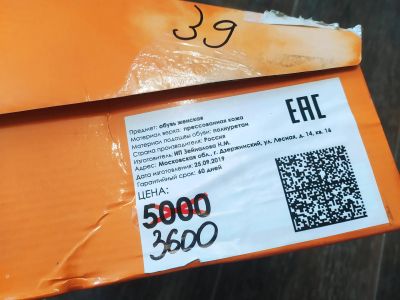 39
Предмет: обувь женская
Материал верха: прессованная кожа
Материал подошвы обуви: полиуретан
Страна производителя: Россия
Изготовитель: ИП Зейналова Н.М.
Адрес: Московская обл., г. Дзержинский, ул. Лесная, д. 14, кв. 16
Дата изготовления: 25.09.2019
Гарантийный срок: 60 дней
ЕАС
ЦЕНА:
5000
3600